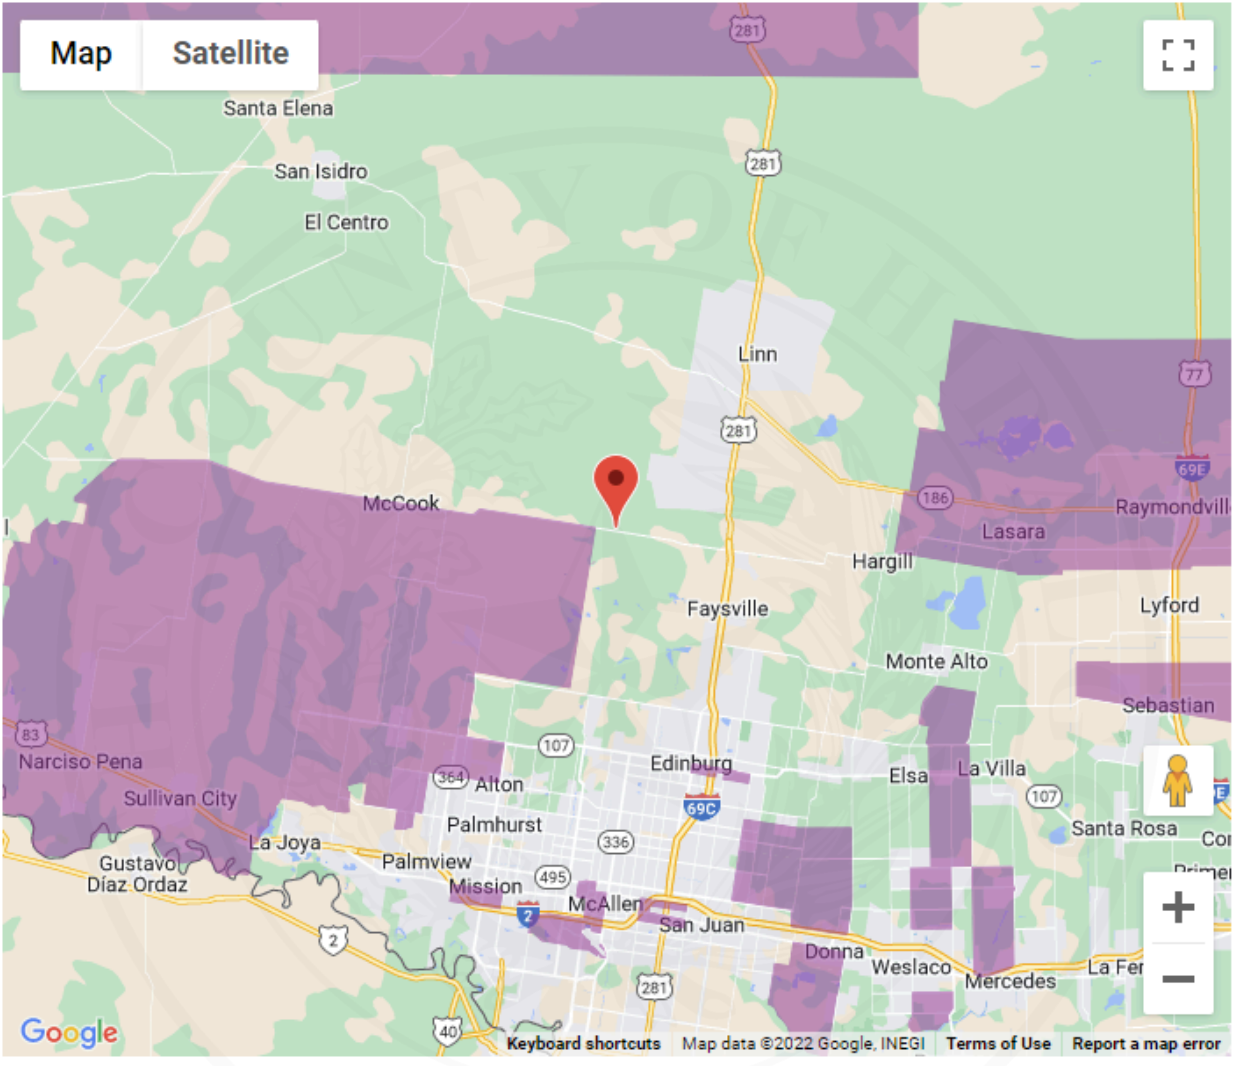 Map
Satellite
281
Santa Elena
281
San Isidro
El Centro
Linn
77
281
69E
McCook
186
Raymondvill
Lasara
Hargill
Lyford
Faysville
Monte Alto
Sebastian
83
107
Narciso Pena
Edinburg
La Villa
Elsa
364
Alton
107
E
Sullivan City
69C
Palmhurst
Santa Rosa
336
La Joya
Cor
Palmview
Gustavo
Díaz Ordaz
495
Primer
Mission
McAllen
2
San Juan
2
Donna
Weslaco
La Fer
Mercedes
281
40
Google
Keyboard shortcuts
Map data ©2022 Google, INEGI
Terms of Use
Report a map error